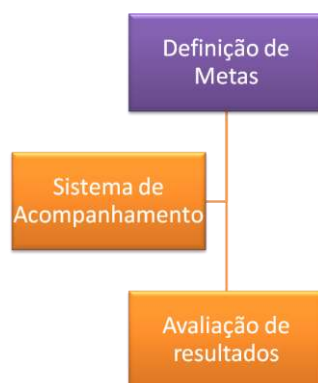 Definição de
Metas
Sistema de
Acompanhamento
Avaliação de
resultados